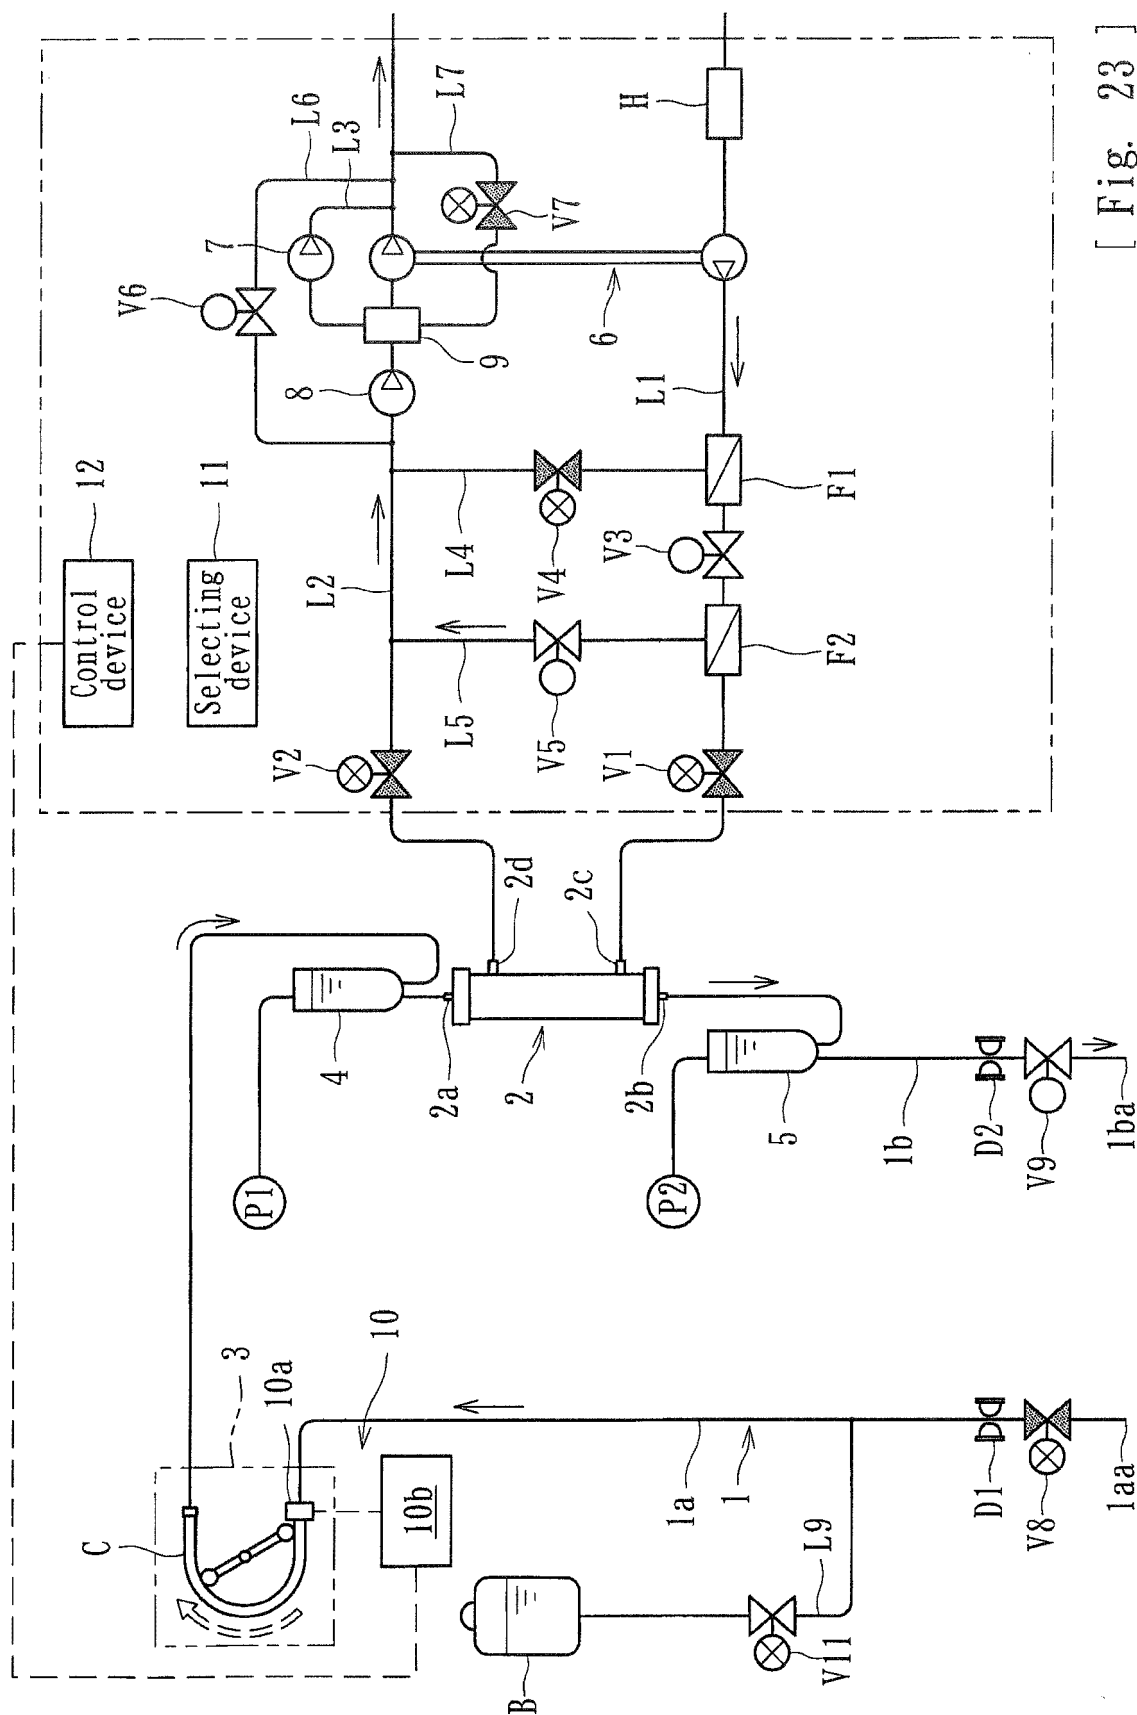 [ Fig. 23 ]
12
Control
device
11
Selecting
device
V6
7
L6
L3
L7
V7
H
8
9
6
L1
V2
L2
L4
V4
L5
V5
V3
V1
F1
F2
2d
2c
4
2a
2
2b
5
P1
P2
1b
D2
V9
1ba
3
10a
10
C
10b
1a
1
D1
V8
1aa
B
L9
V11